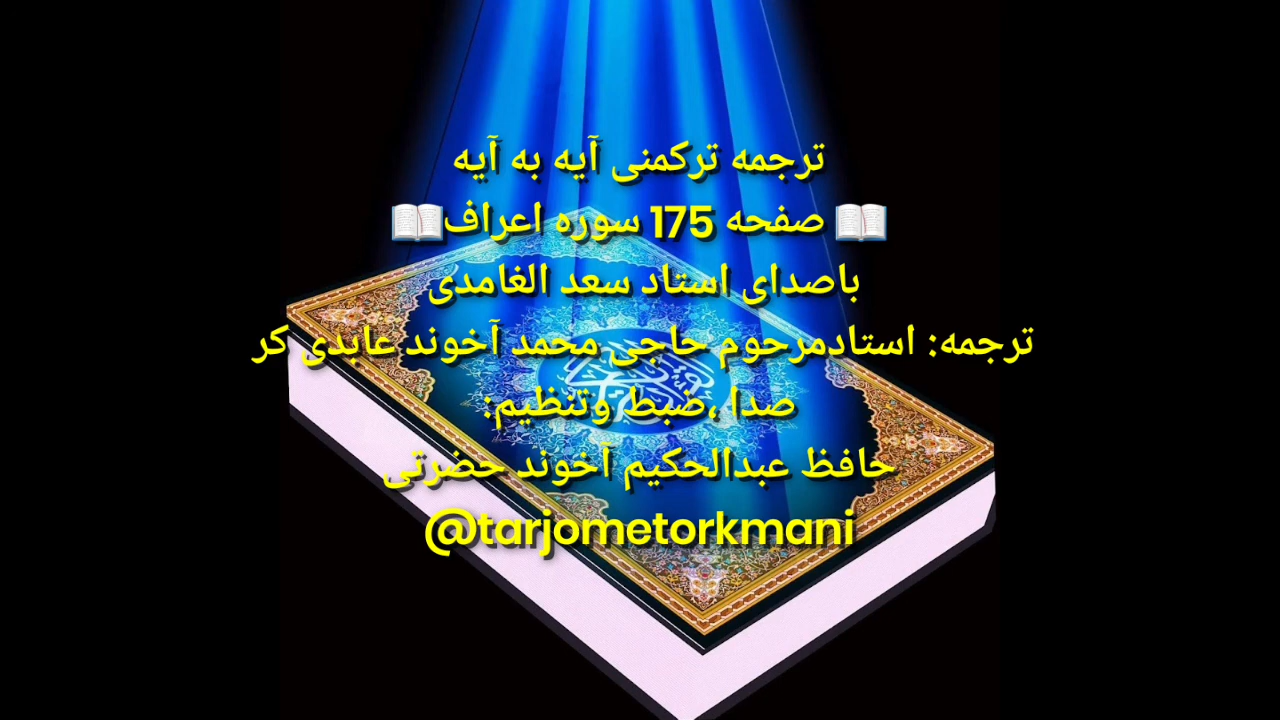 ترجمه ترکمنی آیه به آیه
📖 صفحه 175 سوره اعراف📖
باصدای استاد سعد الغامدی
ترجمه: استادمرحوم حاجی محمد آخوند عابدی کر
صدا ،ضبط وتنظیم:
حافظ عبدالحکیم آخوند حضرتی
@tarjometorkmani